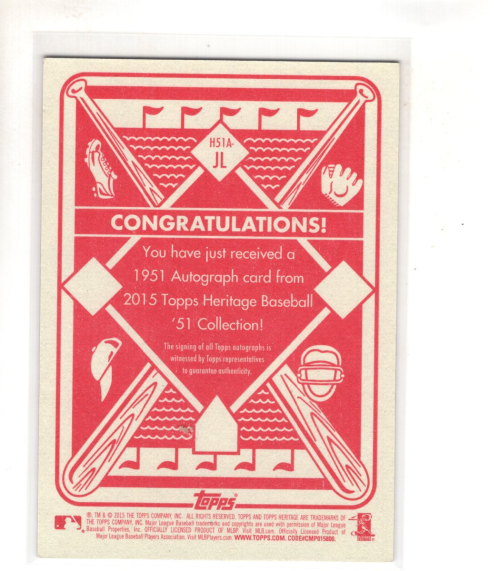 H51A-
JL
CONGRATULATIONS!
You have just received a
1951 Autograph card from
2015 Topps Heritage Baseball
'51 Collection!
The signing of all Topps autographs is
witnessed by Topps representatives
to guarantee authenticity.
topps
®, TM & © 2015 THE TOPPS COMPANY, INC. ALL RIGHTS RESERVED. TOPPS AND TOPPS HERITAGE ARE TRADEMARKS OF
THE TOPPS COMPANY, INC. Major League Baseball trademarks and copyrights are used with permission of Major League
Baseball Properties, Inc. OFFICIALLY LICENSED PRODUCT OF MLBP. Visit MLB.com. Officially Licensed Product of
Major League Baseball Players Association. Visit MLBPlayers.com. WWW.TOPPS.COM. CODE#CMP015800.